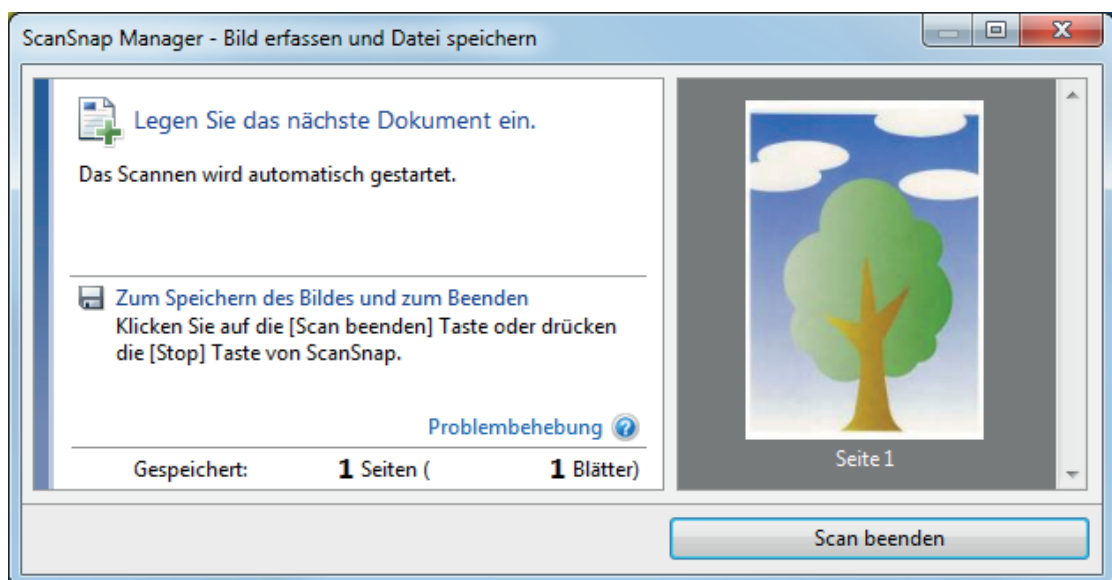 ScanSnap Manager - Bild erfassen und Datei speichern
Legen Sie das nächste Dokument ein.
Das Scannen wird automatisch gestartet.
Zum Speichern des Bildes und zum Beenden
Klicken Sie auf die [Scan beenden] Taste oder drücken
die [Stop] Taste von ScanSnap.
Problembehebung
Gespeichert: 1 Seiten ( 1 Blätter)
Seite 1
Scan beenden